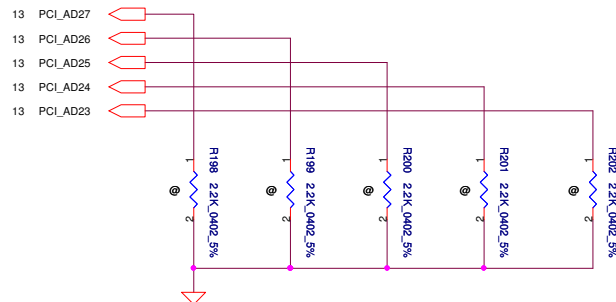 13 PCI_AD27
13 PCI_AD26
13 PCI_AD25
13 PCI_AD24
13 PCI_AD23
1
R198 2.2K_0402_5%
@
2
1
R199 2.2K_0402_5%
@
2
1
R200 2.2K_0402_5%
@
2
1
R201 2.2K_0402_5%
@
2
1
R202 2.2K_0402_5%
@
2